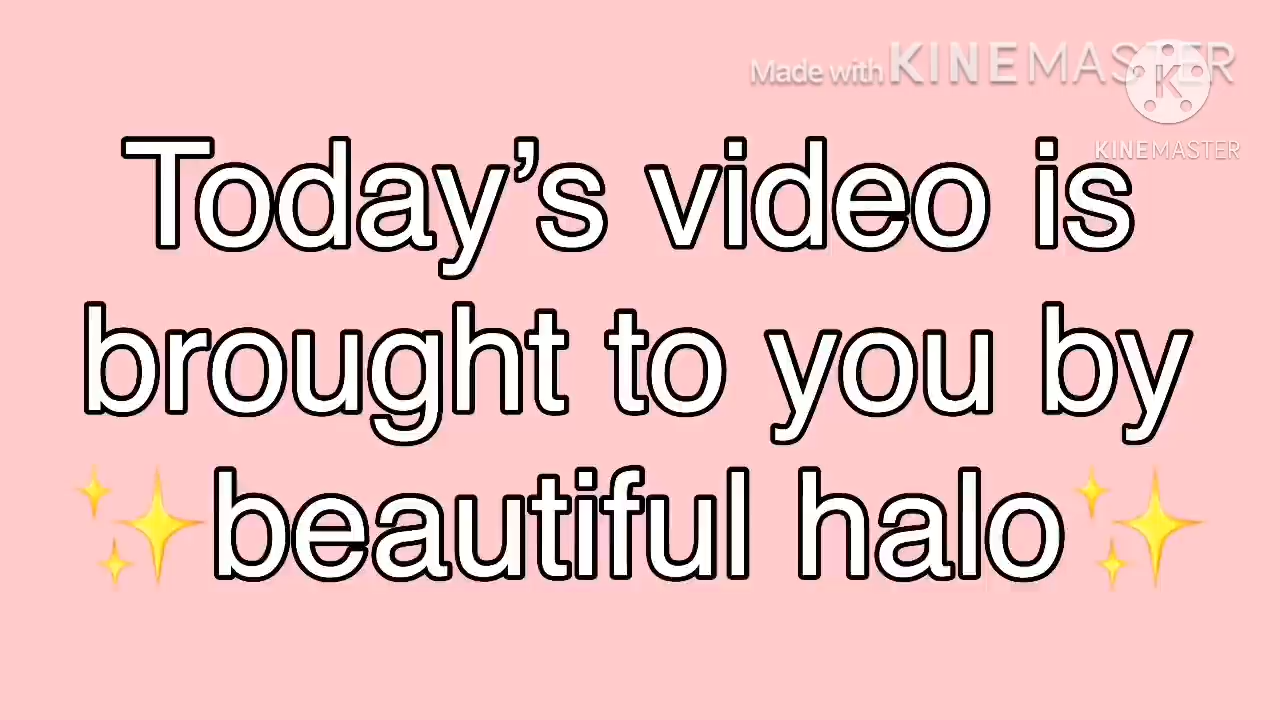 Made with KINEMASTER
K
KINEMASTER
Today’s video is
brought to you by
✨beautiful halo✨